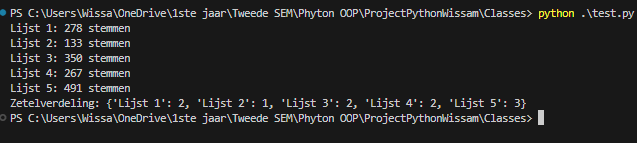 PS C:\Users\Wissa\OneDrive\1ste jaar\Tweede SEM\Phyton OOP\ProjectPythonWissam\Classes> python .\test.py
Lijst 1: 278 stemmen
Lijst 2: 133 stemmen
Lijst 3: 350 stemmen
Lijst 4: 267 stemmen
Lijst 5: 491 stemmen
Zetelverdeling: {'Lijst 1': 2, 'Lijst 2': 1, 'Lijst 3': 2, 'Lijst 4': 2, 'Lijst 5': 3}
PS C:\Users\Wissa\OneDrive\1ste jaar\Tweede SEM\Phyton OOP\ProjectPythonWissam\Classes>